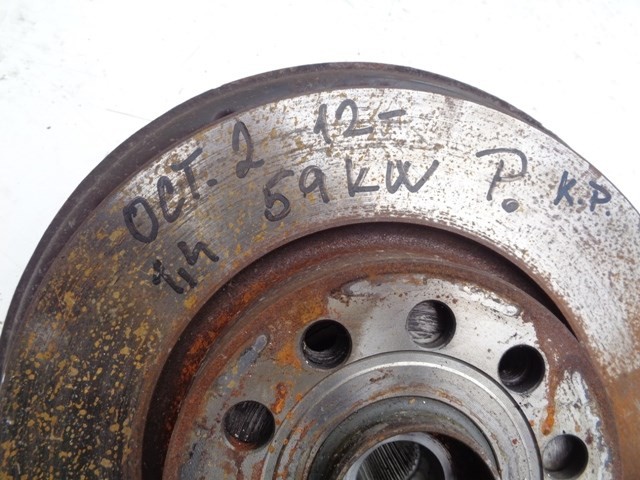 OCT. 2 -12-
1,4 59KW P. K.P.